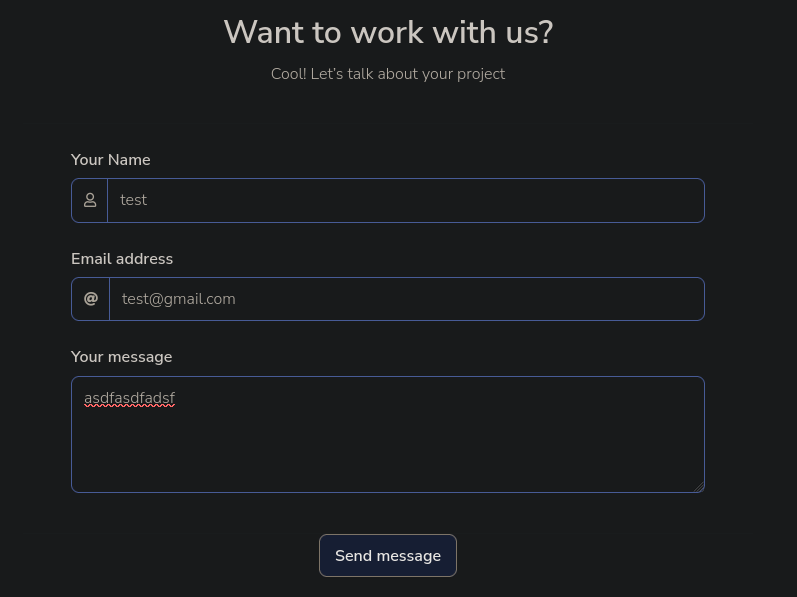 Want to work with us?
Cool! Let's talk about your project
Your Name
test
Email address
@ test@gmail.com
Your message
asdfasdfadsf
Send message